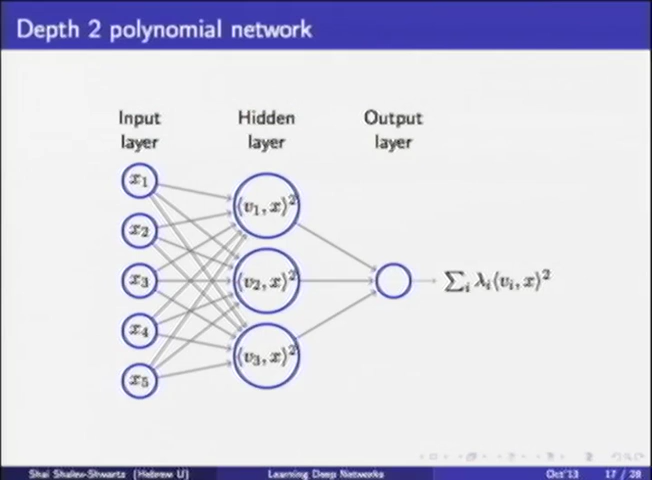 Depth 2 polynomial network
Input layer
Hidden layer
Output layer
x₁
x₂
x₃
x₄
x₅
⟨v₁, x⟩²
⟨v₂, x⟩²
⟨v₃, x⟩²
∑ᵢ λᵢ⟨vᵢ, x⟩²
Shai Shalev-Shwartz (Hebrew U)
Learning Deep Networks
Oct'13
17 / 28